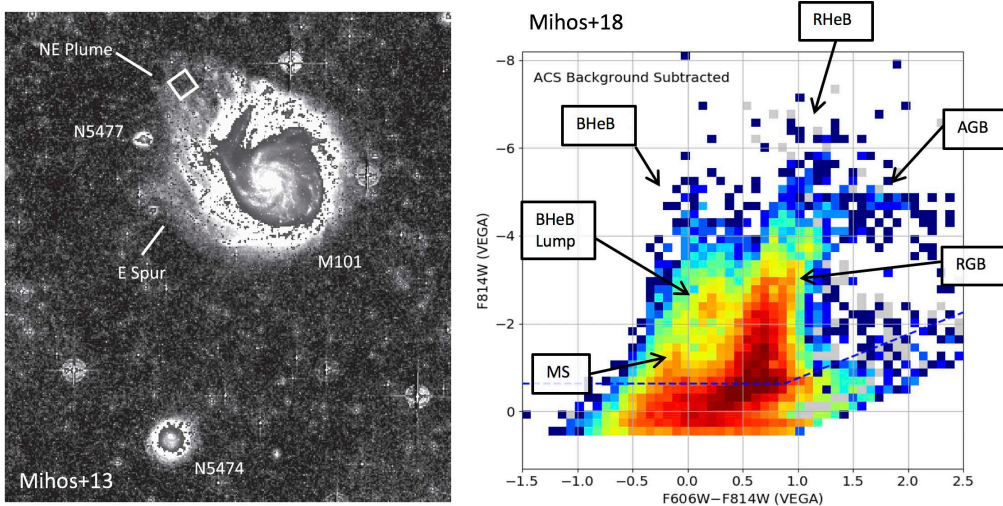 NE Plume
N5477
E Spur
M101
N5474
Mihos+13
Mihos+18
ACS Background Subtracted
RHeB
BHeB
AGB
BHeB
Lump
RGB
MS
F814W (VEGA)
−8
−6
−4
−2
0
−1.5 −1.0 −0.5 0.0 0.5 1.0 1.5 2.0 2.5
F606W−F814W (VEGA)